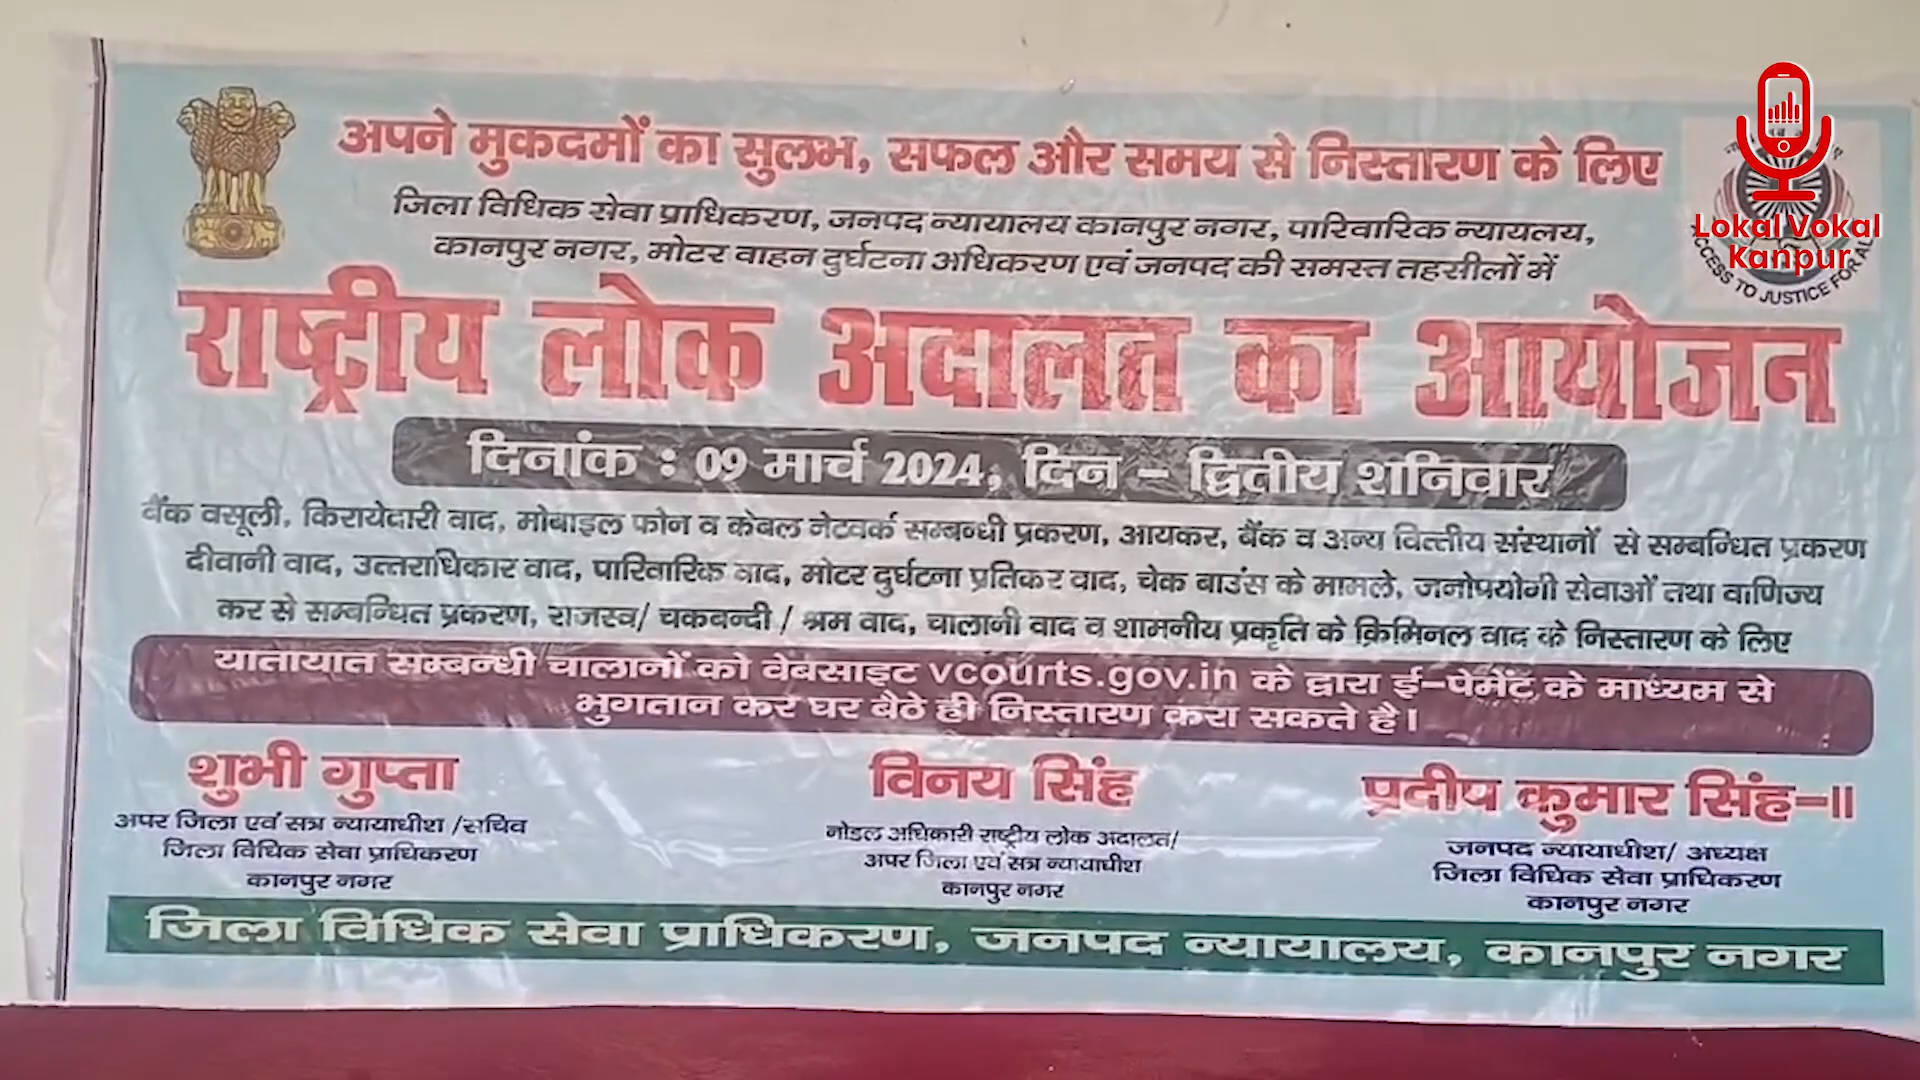 अपने मुकदमों का सुलभ, सफल और समय से निस्तारण के लिए
जिला विधिक सेवा प्राधिकरण, जनपद न्यायालय कानपुर नगर, पारिवारिक न्यायलय,
कानपुर नगर, मोटर वाहन दुर्घटना अधिकरण एवं जनपद की समस्त तहसीलों में
Lokal Vokal
Kanpur
ACCESS TO JUSTICE FOR ALL
राष्ट्रीय लोक अदालत का आयोजन
दिनांक : 09 मार्च 2024, दिन - द्वितीय शनिवार
बैंक वसूली, किरायेदारी वाद, मोबाइल फोन व केबल नेटवर्क सम्बन्धी प्रकरण, आयकर, बैंक व अन्य वित्तीय संस्थानों से सम्बन्धित प्रकरण
दीवानी वाद, उत्तराधिकार वाद, पारिवारिक वाद, मोटर दुर्घटना प्रतिकर वाद, चेक बाउंस के मामले, जनोपयोगी सेवाओं तथा वाणिज्य
कर से सम्बन्धित प्रकरण, राजस्व/ चकबन्दी / श्रम वाद, चालानी वाद व शामनीय प्रकृति के क्रिमिनल वाद के निस्तारण के लिए
यातायात सम्बन्धी चालानों को वेबसाइट vcourts.gov.in के द्वारा ई-पेमेंट के माध्यम से
भुगतान कर घर बैठे ही निस्तारण करा सकते है।
शुभी गुप्ता
अपर जिला एवं सत्र न्यायाधीश /सचिव
जिला विधिक सेवा प्राधिकरण
कानपुर नगर
विनय सिंह
नोडल अधिकारी राष्ट्रीय लोक अदालत/
अपर जिला एवं सत्र न्यायाधीश
कानपुर नगर
प्रदीप कुमार सिंह-II
जनपद न्यायाधीश/ अध्यक्ष
जिला विधिक सेवा प्राधिकरण
कानपुर नगर
जिला विधिक सेवा प्राधिकरण, जनपद न्यायालय, कानपुर नगर